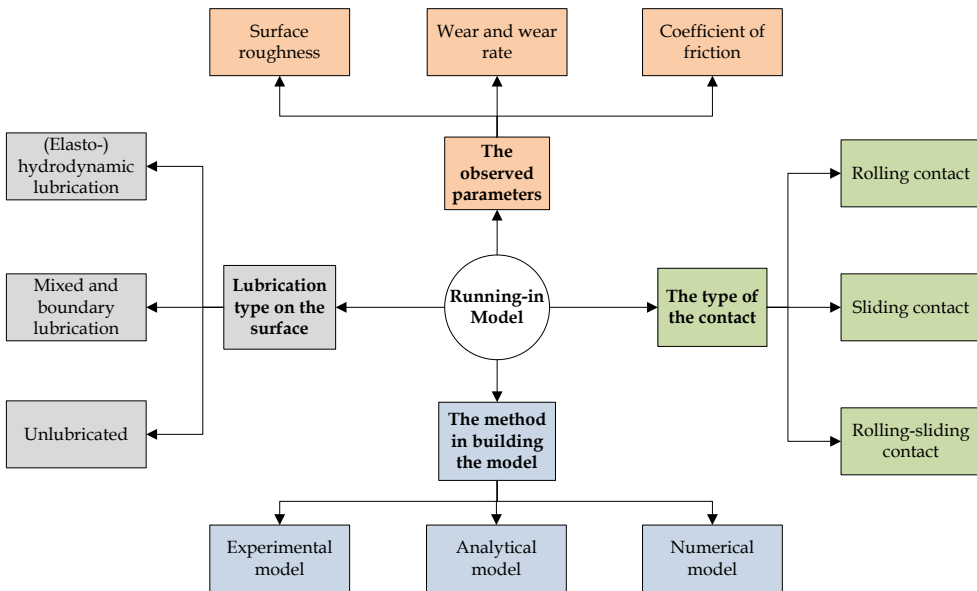 Surface
roughness
Wear and wear
rate
Coefficient of
friction
(Elasto-)
hydrodynamic
lubrication
The
observed
parameters
Rolling contact
Mixed and
boundary
lubrication
Lubrication
type on the
surface
Running-in
Model
The type of
the contact
Sliding contact
Unlubricated
The method
in building
the model
Rolling-sliding
contact
Experimental
model
Analytical
model
Numerical
model